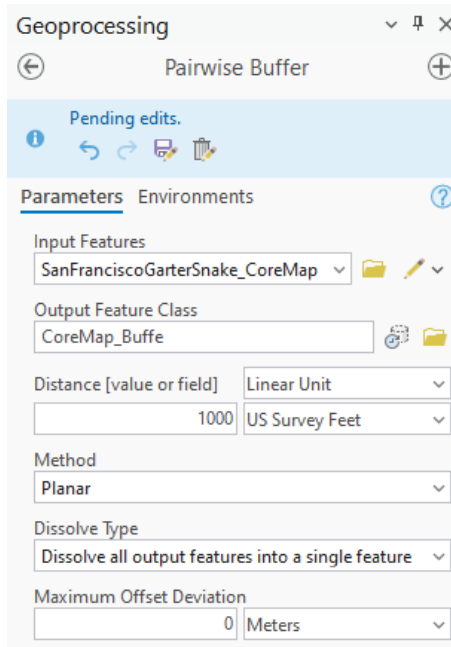 Geoprocessing
Pairwise Buffer
Pending edits.
Parameters Environments
Input Features
SanFranciscoGarterSnake_CoreMap
Output Feature Class
CoreMap_Buffe
Distance [value or field] Linear Unit
1000 US Survey Feet
Method
Planar
Dissolve Type
Dissolve all output features into a single feature
Maximum Offset Deviation
0 Meters